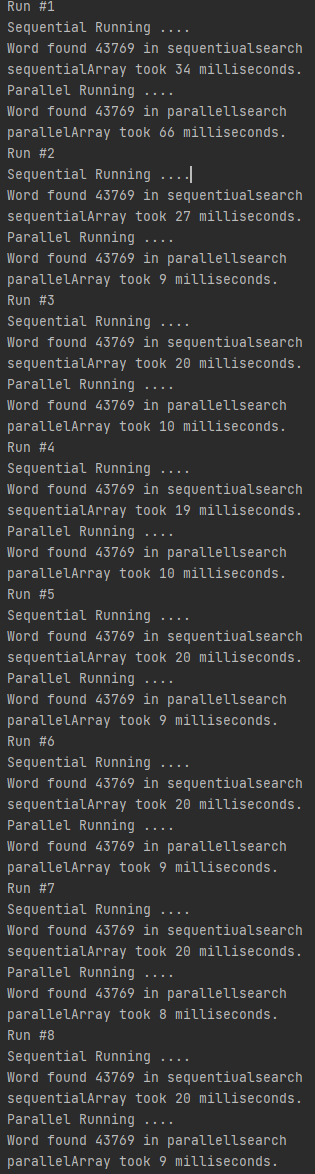 Run #1
Sequential Running ....
Word found 43769 in sequentiualsearch
sequentialArray took 34 milliseconds.
Parallel Running ....
Word found 43769 in parallellsearch
parallelArray took 66 milliseconds.
Run #2
Sequential Running ....
Word found 43769 in sequentiualsearch
sequentialArray took 27 milliseconds.
Parallel Running ....
Word found 43769 in parallellsearch
parallelArray took 9 milliseconds.
Run #3
Sequential Running ....
Word found 43769 in sequentiualsearch
sequentialArray took 20 milliseconds.
Parallel Running ....
Word found 43769 in parallellsearch
parallelArray took 10 milliseconds.
Run #4
Sequential Running ....
Word found 43769 in sequentiualsearch
sequentialArray took 19 milliseconds.
Parallel Running ....
Word found 43769 in parallellsearch
parallelArray took 10 milliseconds.
Run #5
Sequential Running ....
Word found 43769 in sequentiualsearch
sequentialArray took 20 milliseconds.
Parallel Running ....
Word found 43769 in parallellsearch
parallelArray took 9 milliseconds.
Run #6
Sequential Running ....
Word found 43769 in sequentiualsearch
sequentialArray took 20 milliseconds.
Parallel Running ....
Word found 43769 in parallellsearch
parallelArray took 9 milliseconds.
Run #7
Sequential Running ....
Word found 43769 in sequentiualsearch
sequentialArray took 20 milliseconds.
Parallel Running ....
Word found 43769 in parallellsearch
parallelArray took 8 milliseconds.
Run #8
Sequential Running ....
Word found 43769 in sequentiualsearch
sequentialArray took 20 milliseconds.
Parallel Running ....
Word found 43769 in parallellsearch
parallelArray took 9 milliseconds.